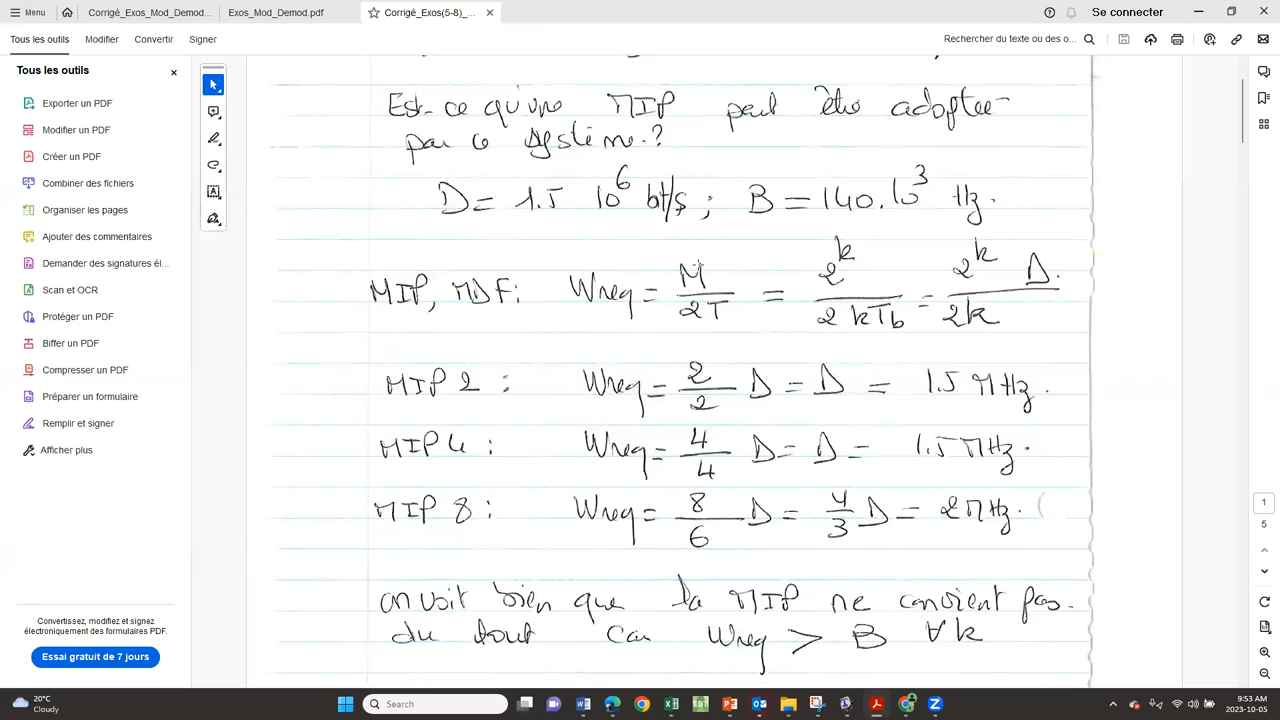 Menu
Corrigé_Exos_Mod_Demod...
Exos_Mod_Demod.pdf
Corrigé_Exos(5-8)_...
Se connecter
Tous les outils
Modifier
Convertir
Signer
Rechercher du texte ou des o...
Tous les outils
Exporter un PDF
Modifier un PDF
Créer un PDF
Combiner des fichiers
Organiser les pages
Ajouter des commentaires
Demander des signatures él...
Scan et OCR
Protéger un PDF
Biffer un PDF
Compresser un PDF
Préparer un formulaire
Remplir et signer
Afficher plus
Convertissez, modifiez et signez
électroniquement des formulaires PDF.
Essai gratuit de 7 jours
Est-ce qu'une MIP peut être adoptée
par ce système.?
D = 1.5 10^6 bit/s ; B = 140.10^3 Hz.
MIP, MDF: Wreq = M/2T = 2^k/2kTb = 2^k/2k D.
MIP 2 : Wreq = 2/2 D = D = 1.5 MHz.
MIP 4 : Wreq = 4/4 D = D = 1.5 MHz.
MIP 8 : Wreq = 8/6 D = 4/3 D = 2 MHz. (
on voit bien que la MIP ne convient pas.
du tout car Wreq > B ∀k
1
5
20°C
Cloudy
Search
9:53 AM
2023-10-05